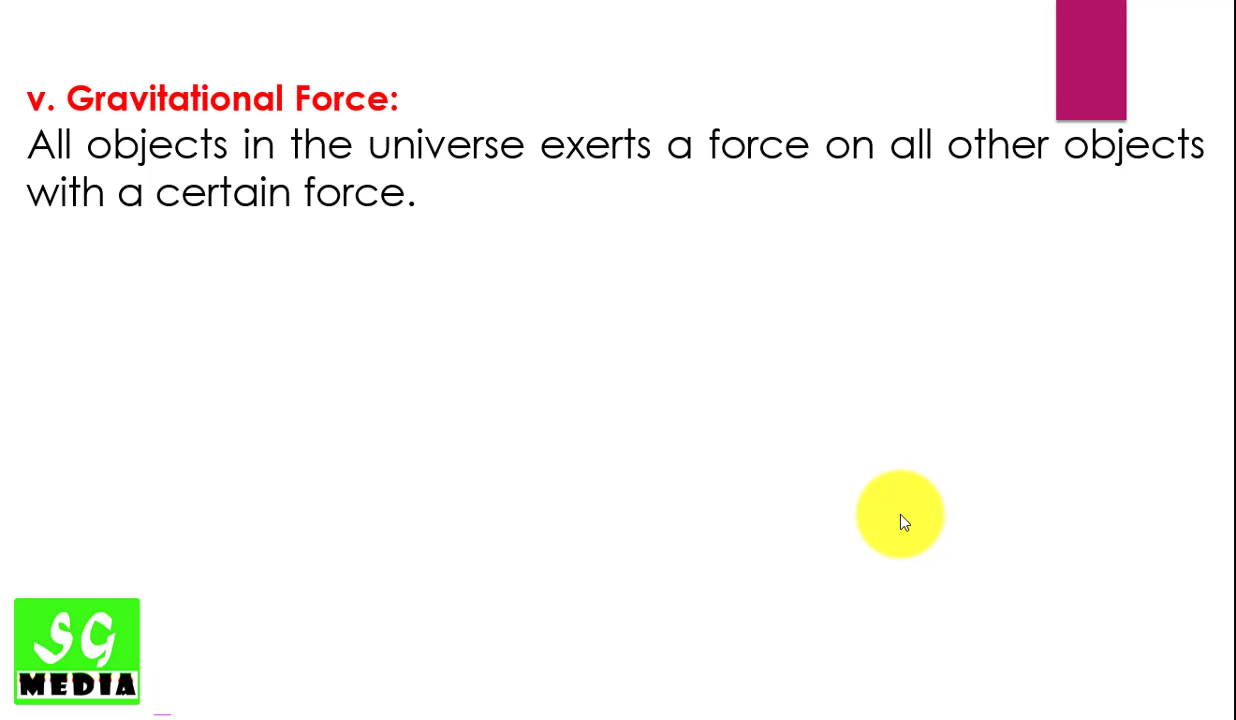 v. Gravitational Force:
All objects in the universe exerts a force on all other objects
with a certain force.
SG
MEDIA